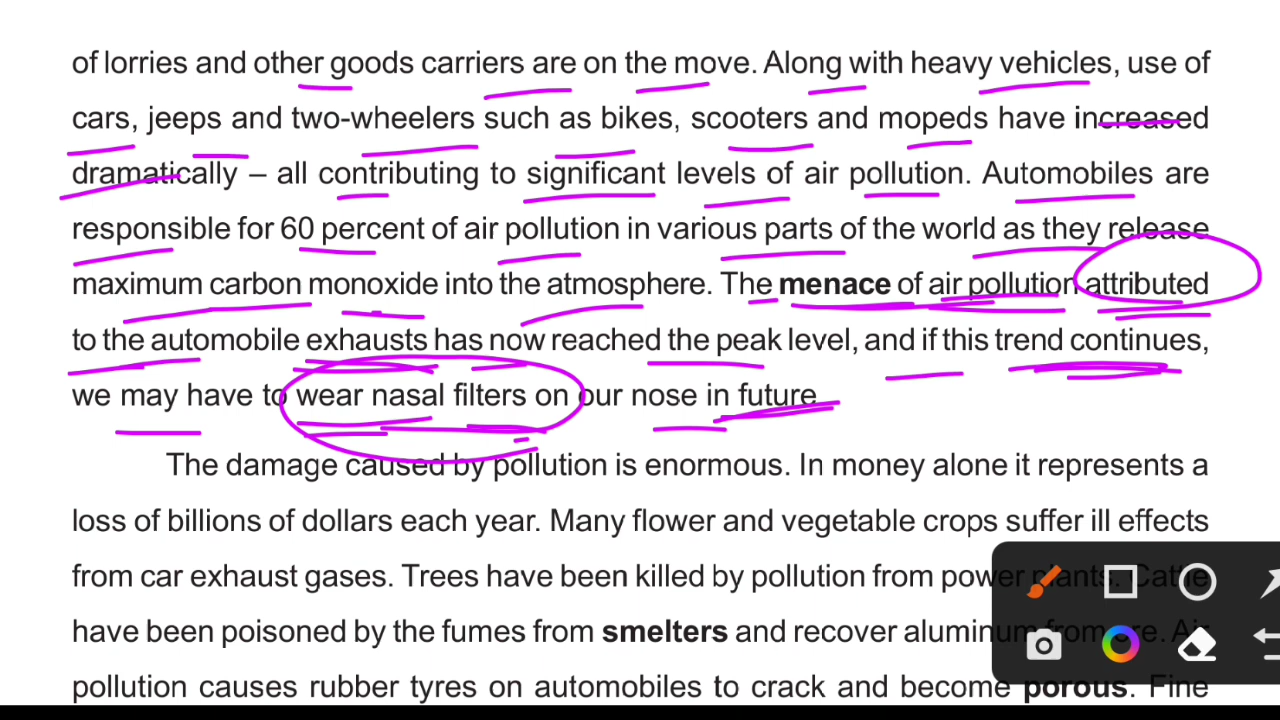 of lorries and other goods carriers are on the move. Along with heavy vehicles, use of
cars, jeeps and two-wheelers such as bikes, scooters and mopeds have increased
dramatically – all contributing to significant levels of air pollution. Automobiles are
responsible for 60 percent of air pollution in various parts of the world as they release
maximum carbon monoxide into the atmosphere. The menace of air pollution attributed
to the automobile exhausts has now reached the peak level, and if this trend continues,
we may have to wear nasal filters on our nose in future.
The damage caused by pollution is enormous. In money alone it represents a
loss of billions of dollars each year. Many flower and vegetable crops suffer ill effects
from car exhaust gases. Trees have been killed by pollution from power plants. Cattle
have been poisoned by the fumes from smelters and recover aluminum from ore. Air
pollution causes rubber tyres on automobiles to crack and become porous. Fine